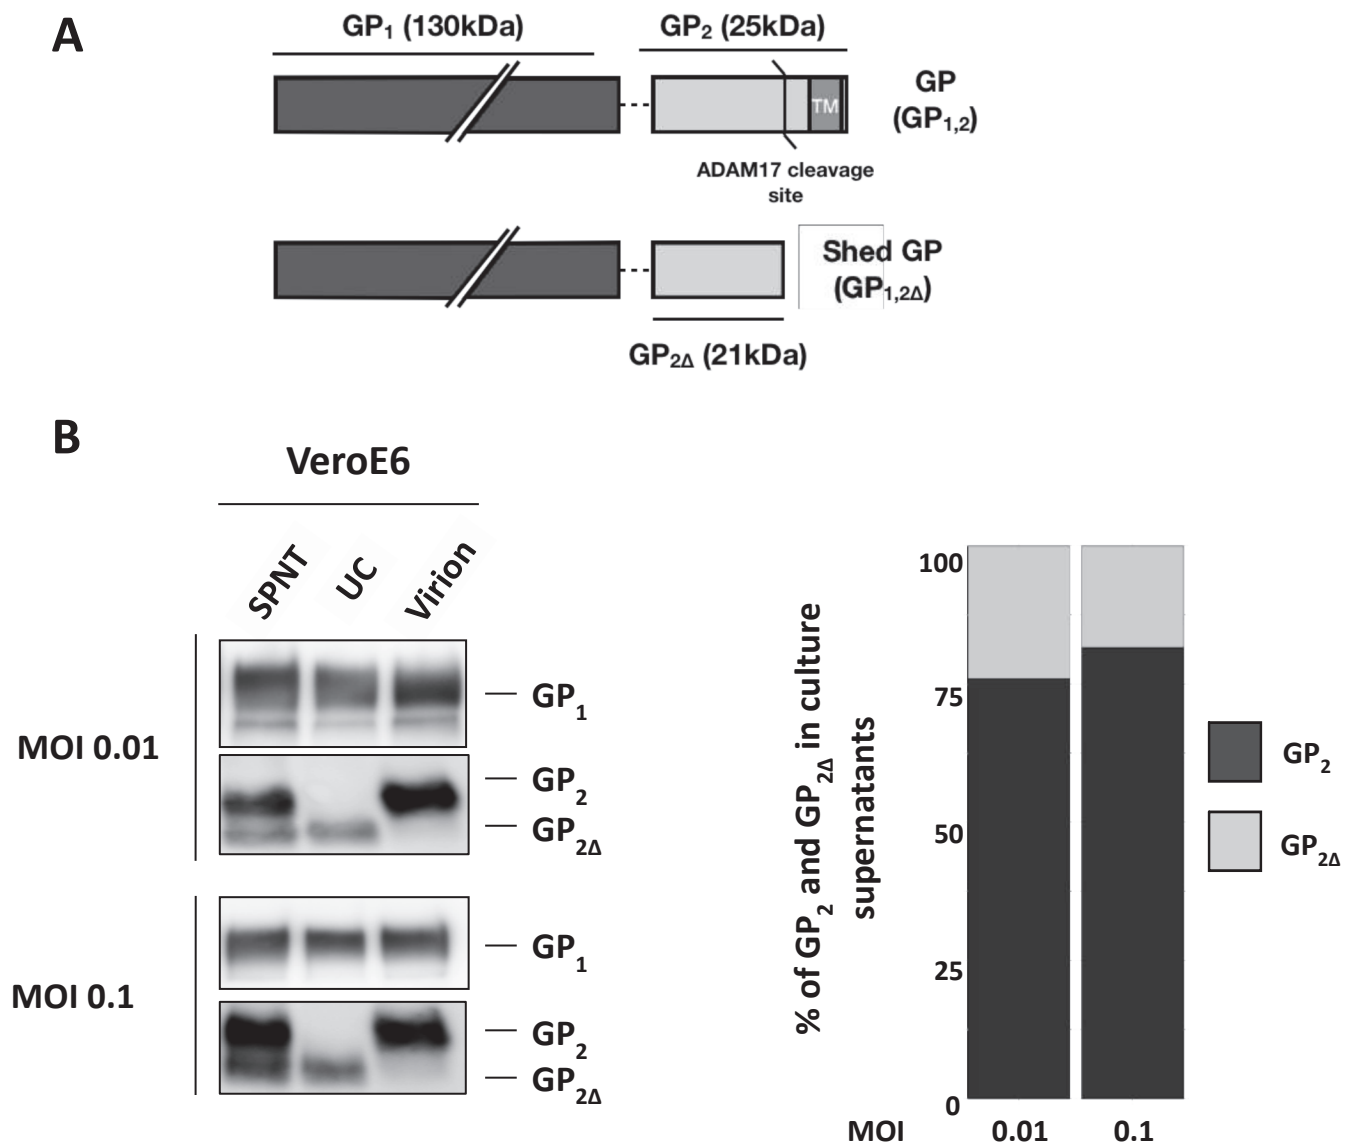 A
GP₁ (130kDa)
GP₂ (25kDa)
TM
GP
(GP₁,₂)
ADAM17 cleavage
site
Shed GP
(GP₁,₂Δ)
GP₂Δ (21kDa)
B
VeroE6
SPNT
UC
Virion
MOI 0.01
GP₁
GP₂
GP₂Δ
MOI 0.1
GP₁
GP₂
GP₂Δ
% of GP₂ and GP₂Δ in culture
supernatants
100
75
50
25
0
MOI 0.01 0.1
GP₂
GP₂Δ